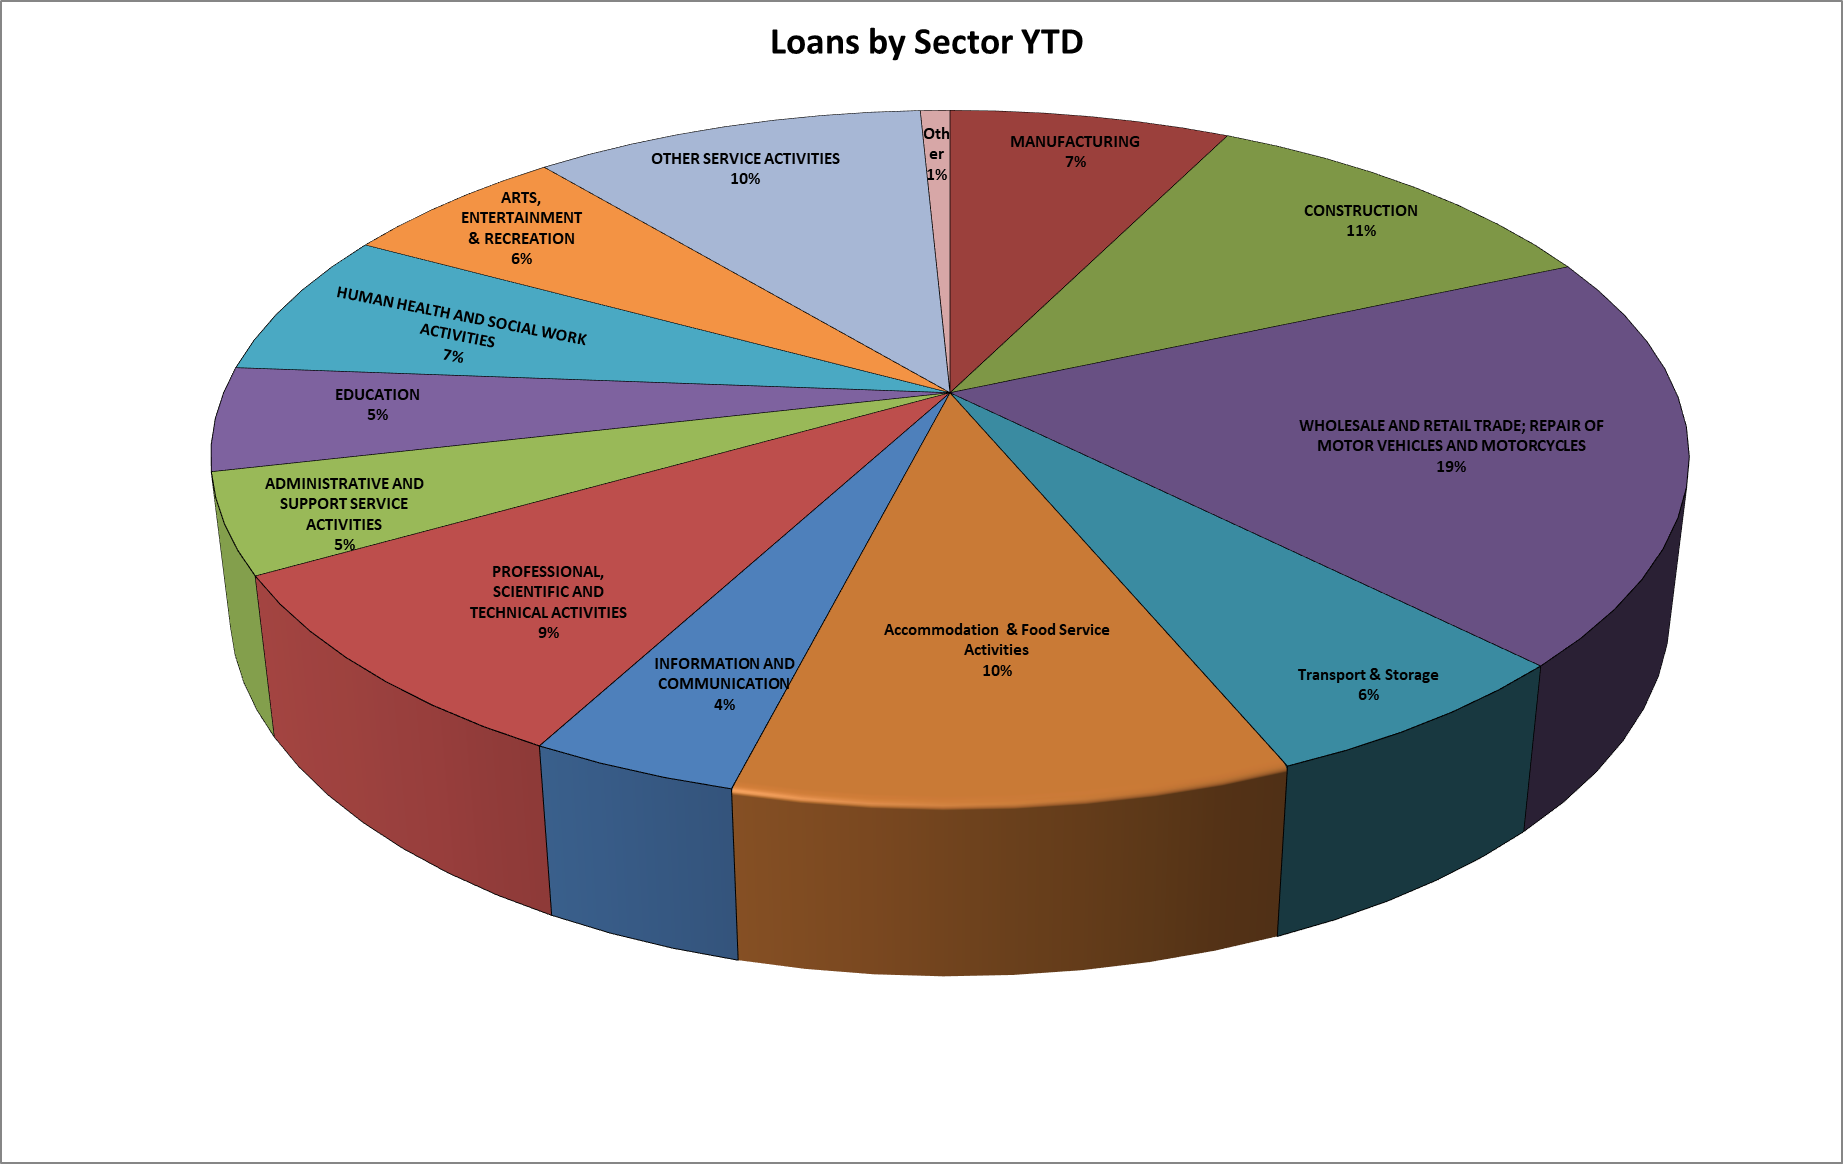 Loans by Sector YTD
Oth
er
1%
MANUFACTURING
7%
CONSTRUCTION
11%
WHOLESALE AND RETAIL TRADE; REPAIR OF
MOTOR VEHICLES AND MOTORCYCLES
19%
Transport & Storage
6%
Accommodation & Food Service
Activities
10%
INFORMATION AND
COMMUNICATION
4%
PROFESSIONAL,
SCIENTIFIC AND
TECHNICAL ACTIVITIES
9%
ADMINISTRATIVE AND
SUPPORT SERVICE
ACTIVITIES
5%
EDUCATION
5%
HUMAN HEALTH AND SOCIAL WORK
ACTIVITIES
7%
ARTS,
ENTERTAINMENT
& RECREATION
6%
OTHER SERVICE ACTIVITIES
10%